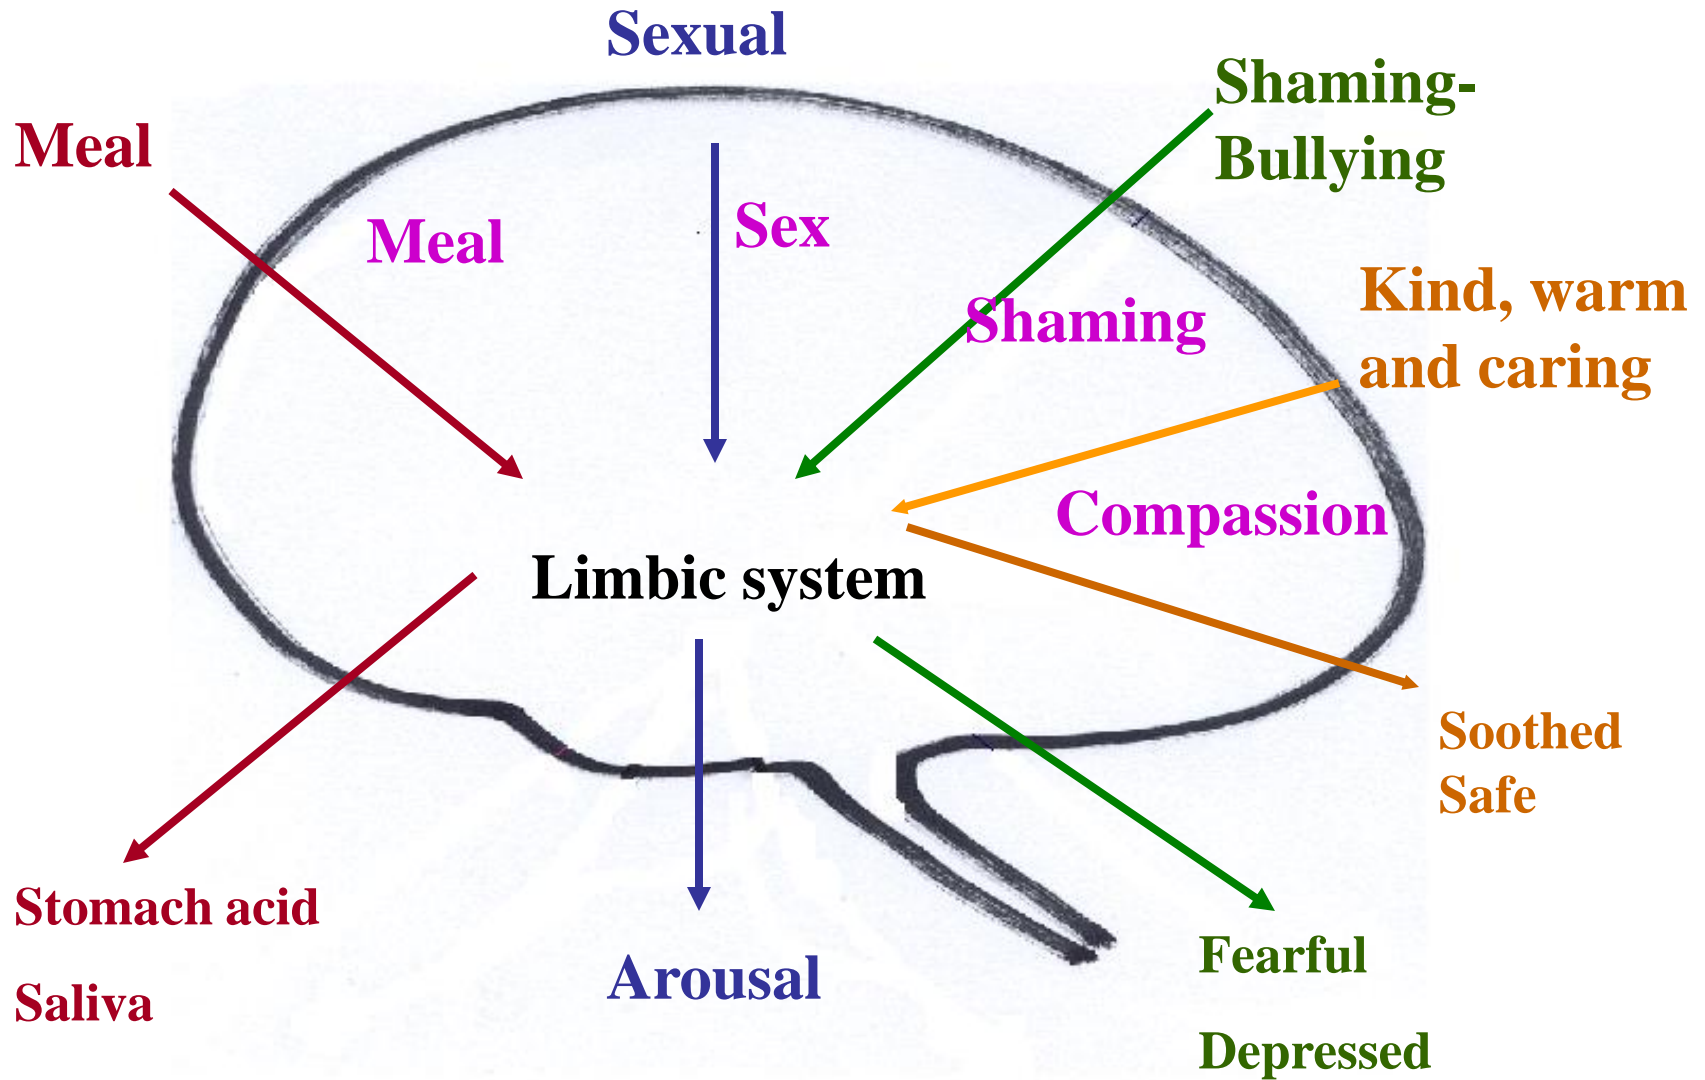 Sexual
Shaming-
Bullying
Meal
Meal
Sex
Kind, warm
and caring
Shaming
Compassion
Limbic system
Soothed
Safe
Stomach acid
Saliva
Arousal
Fearful
Depressed